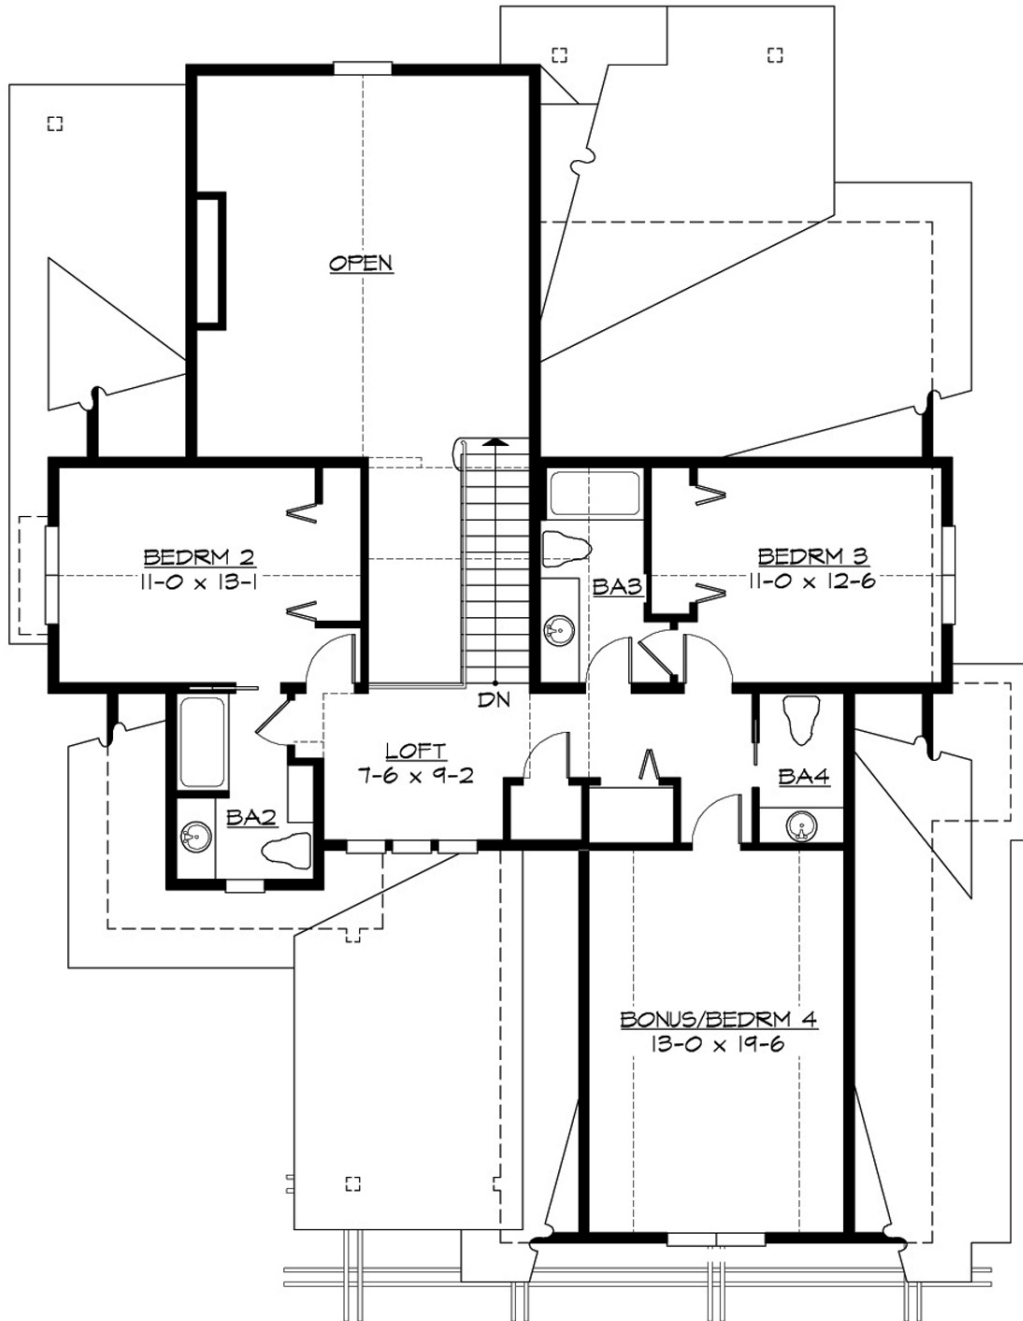 OPEN
BEDRM 2
11-0 x 13-1
BA3
BEDRM 3
11-0 x 12-6
DN
LOFT
7-6 x 9-2
BA4
BA2
BONUS/BEDRM 4
13-0 x 19-6